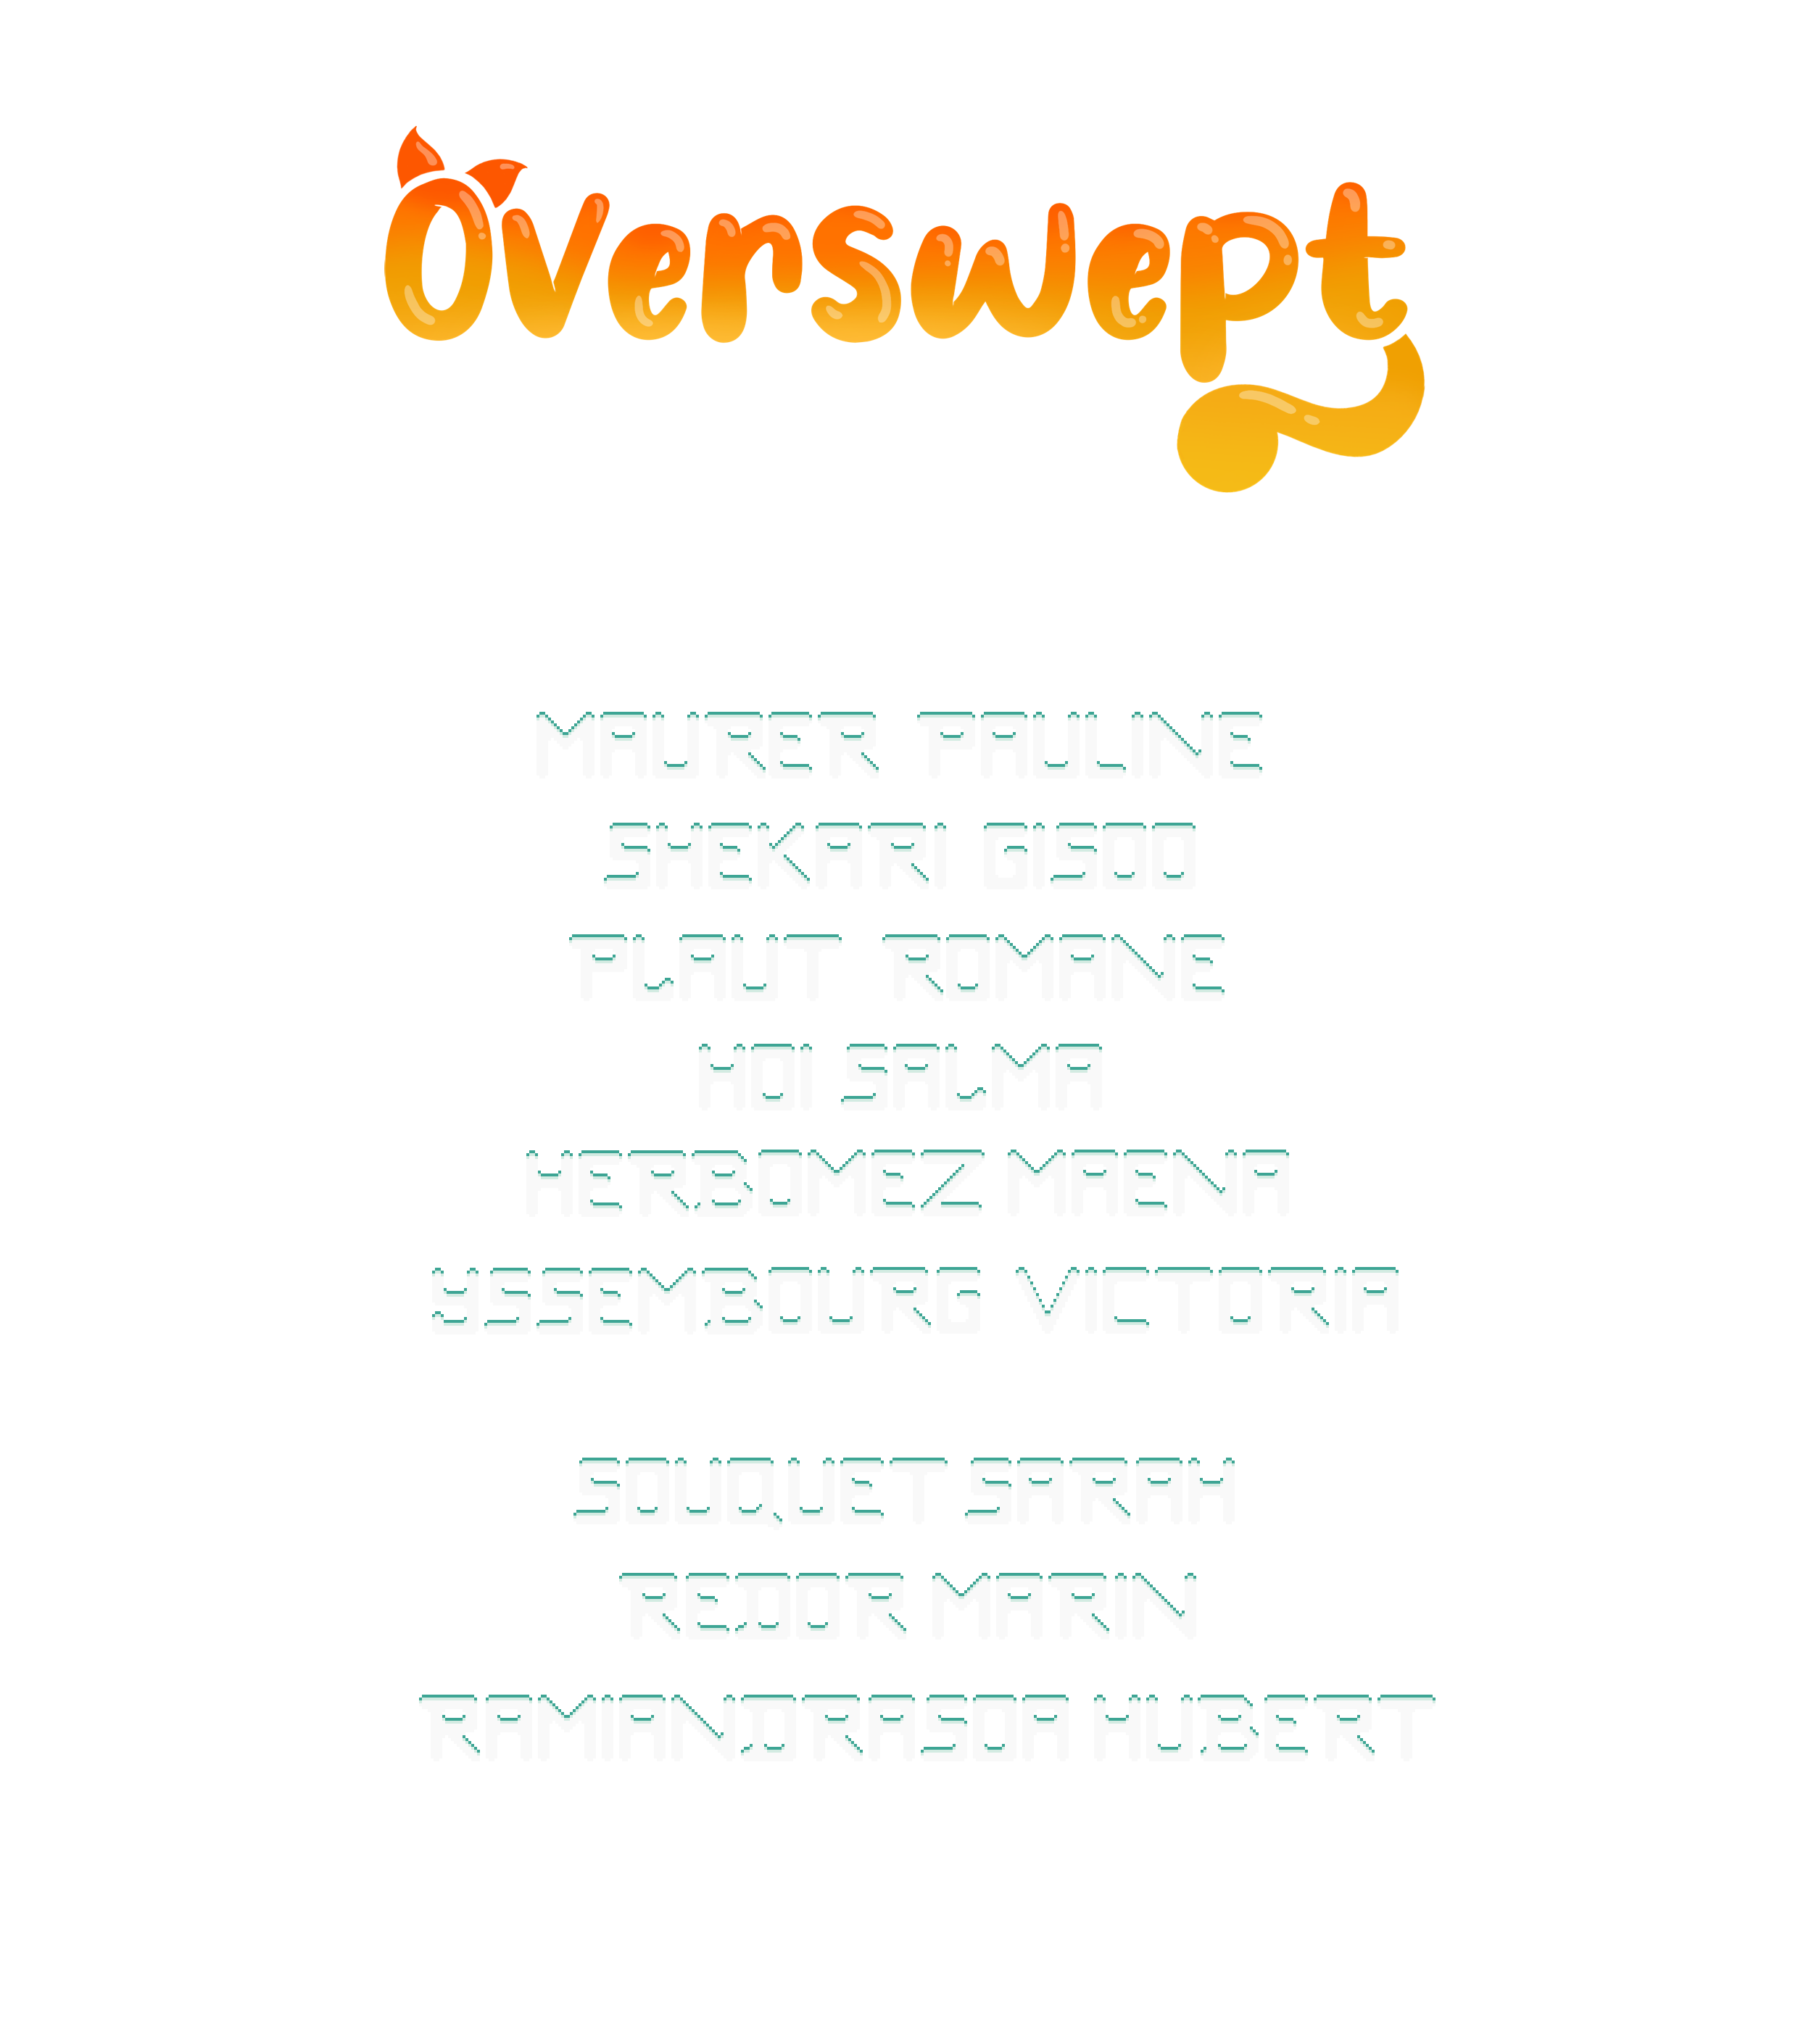 Overswept
MAURER PAULINE
SHEKARI GISOO
PLAUT ROMANE
HOI SALMA
HERBOMEZ MAENA
YSSEMBOURG VICTORIA
SOUQUET SARAH
REDOR MARIN
RAMIANDRASOA HUBERT